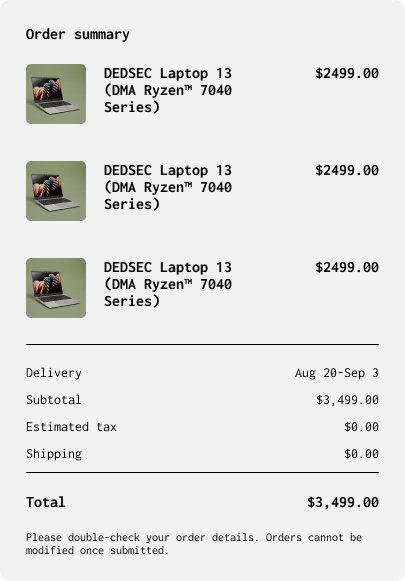 Order summary
DEDSEC Laptop 13 $2499.00
(DMA Ryzen™ 7040
Series)
DEDSEC Laptop 13 $2499.00
(DMA Ryzen™ 7040
Series)
DEDSEC Laptop 13 $2499.00
(DMA Ryzen™ 7040
Series)
Delivery Aug 20-Sep 3
Subtotal $3,499.00
Estimated tax $0.00
Shipping $0.00
Total $3,499.00
Please double-check your order details. Orders cannot be
modified once submitted.